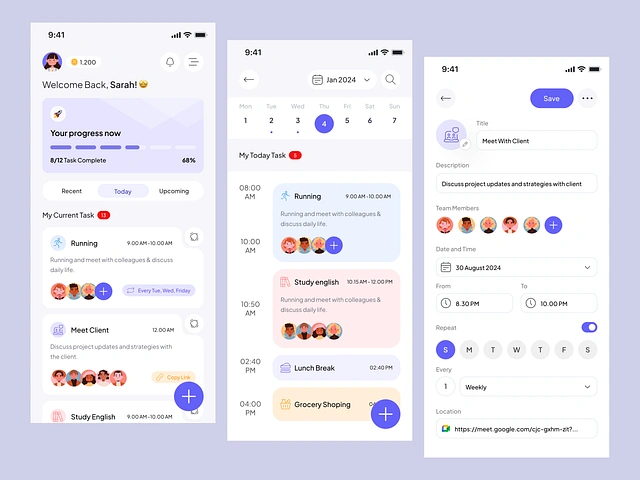 9:41
1,200
Welcome Back, Sarah!
Your progress now
8/12 Task Complete 68%
Recent Today Upcoming
My Current Task 13
Running 9.00 AM-10.00 AM
Running and meet with colleagues & discuss
daily life.
Every Tue, Wed, Friday
Meet Client 12.00 AM
Discuss project updates and strategies with
the client.
Copy Link
Study English 9.00 AM-10.00 AM
9:41
Jan 2024
Mon Tue Wed Thu Fri Sat Sun
1 2 3 4 5 6 7
My Today Task 5
08:00
AM
Running 9.00 AM-10.00 AM
Running and meet with colleagues &
discuss daily life.
10:00
AM
Study english 10.15 AM - 12.00 PM
Running and meet with colleagues &
discuss daily life.
10:50
AM
02:40
PM
Lunch Break 02:40 PM
04:00
PM
Grocery Shoping
9:41
Save
Title
Meet With Client
Description
Discuss project updates and strategies with client
Team Members
Date and Time
30 August 2024
From To
8.30 PM 10.00 PM
Repeat
S M T W T F S
Every
1 Weekly
Location
https://meet.google.com/cjc-gxhm-zit?...